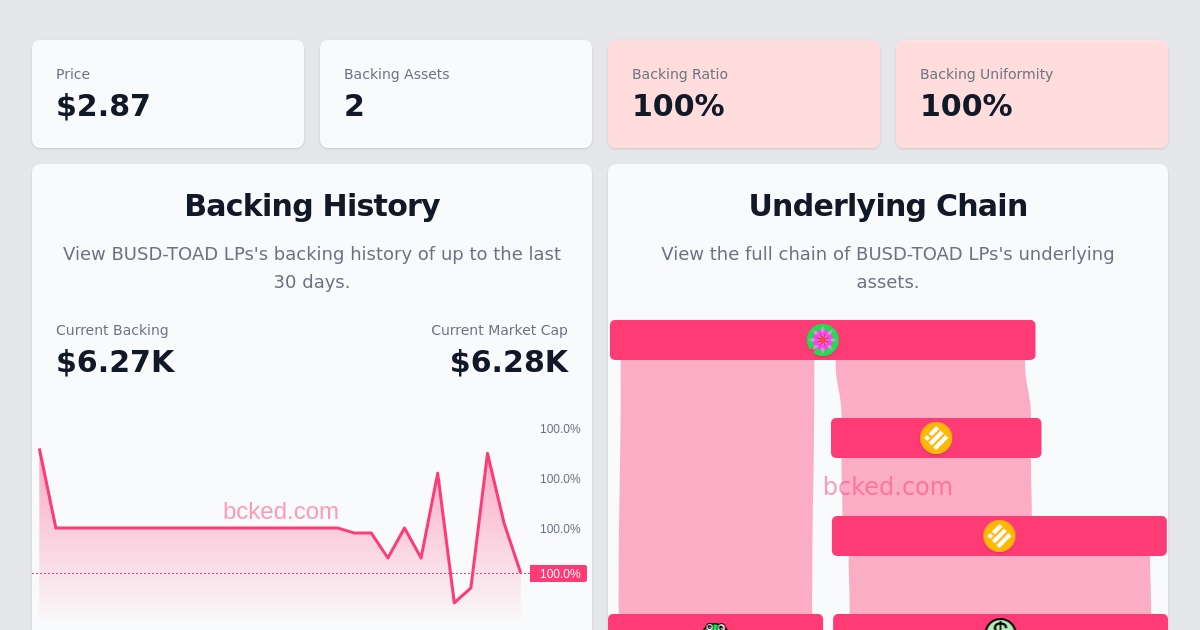 Price
$2.87
Backing Assets
2
Backing Ratio
100%
Backing Uniformity
100%
Backing History
View BUSD-TOAD LPs's backing history of up to the last
30 days.
Current Backing
$6.27K
Current Market Cap
$6.28K
100.0%
100.0%
100.0%
100.0%
bcked.com
Underlying Chain
View the full chain of BUSD-TOAD LPs's underlying
assets.
bcked.com